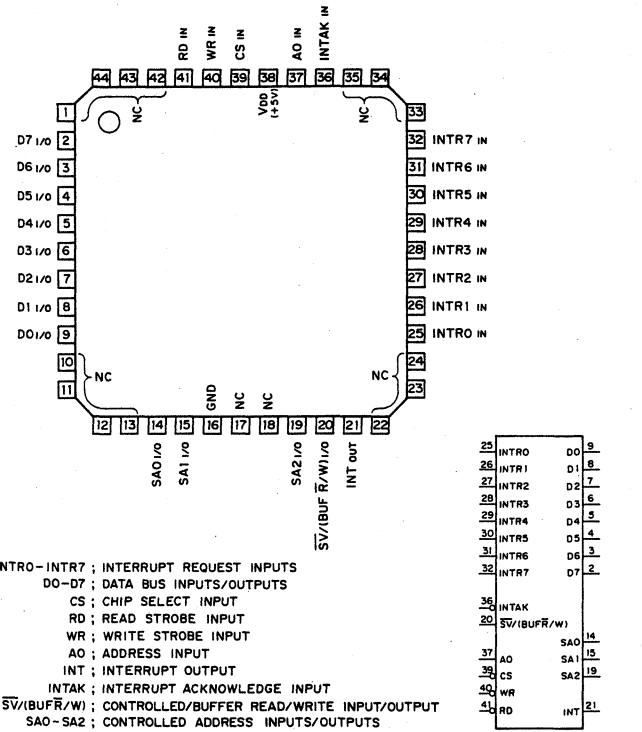 RD IN
WR IN
CS IN
AO IN
INTAK IN
44 43 42 41 40 39 38 37 36 35 34
NC
VDD (+5V)
NC
1
33
D7 I/O 2
32 INTR7 IN
D6 I/O 3
31 INTR6 IN
D5 I/O 4
30 INTR5 IN
D4 I/O 5
29 INTR4 IN
D3 I/O 6
28 INTR3 IN
D2 I/O 7
27 INTR2 IN
D1 I/O 8
26 INTR1 IN
D0 I/O 9
25 INTR0 IN
10
24
NC
NC
11
23
GND
NC
NC
12 13 14 15 16 17 18 19 20 21 22
SA0 I/O
SA1 I/O
SA2 I/O
S̅V̅/(BUF R̅/W) I/O
INT OUT
25 INTR0 D0 9
26 INTR1 D1 8
27 INTR2 D2 7
28 INTR3 D3 6
29 INTR4 D4 5
30 INTR5 D5 4
31 INTR6 D6 3
32 INTR7 D7 2
36 INTAK
20 S̅V̅/(BUFR̅/W)
SA0 14
37 AO SA1 15
39 CS SA2 19
40 WR
41 RD INT 21
NTR0-INTR7 ; INTERRUPT REQUEST INPUTS
D0-D7 ; DATA BUS INPUTS/OUTPUTS
CS ; CHIP SELECT INPUT
RD ; READ STROBE INPUT
WR ; WRITE STROBE INPUT
AO ; ADDRESS INPUT
INT ; INTERRUPT OUTPUT
INTAK ; INTERRUPT ACKNOWLEDGE INPUT
S̅V̅/(BUFR̅/W) ; CONTROLLED/BUFFER READ/WRITE INPUT/OUTPUT
SA0-SA2 ; CONTROLLED ADDRESS INPUTS/OUTPUTS